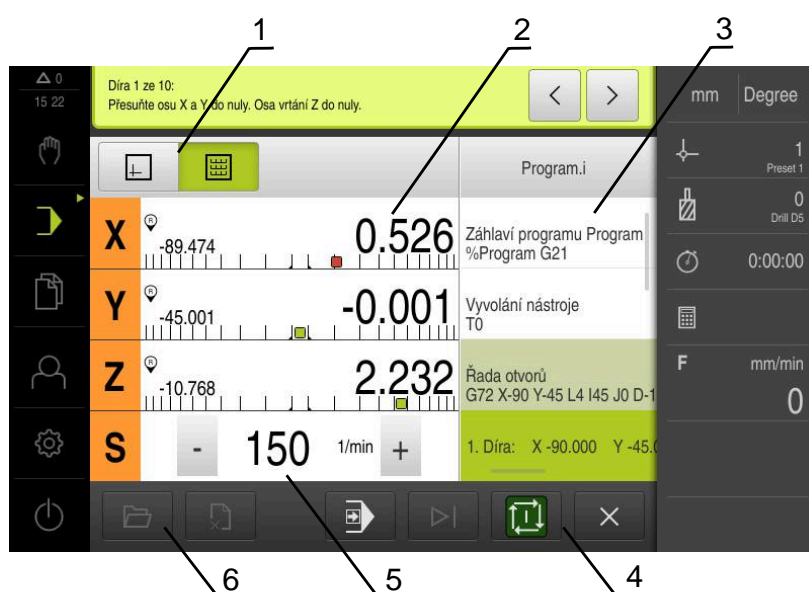 1 2 3
0
15 22
Díra 1 ze 10:
Přesuňte osu X a Y do nuly. Osa vrtání Z do nuly.
< >
mm Degree
Program.i
1
Preset 1
0
Drill D5
0:00:00
F mm/min
0
X R -89.474 0.526
Y R -45.001 -0.001
Z R -10.768 2.232
S - 150 1/min +
Záhlaví programu Program
%Program G21
Vyvolání nástroje
T0
Řada otvorů
G72 X-90 Y-45 L4 I45 J0 D-1
1. Díra: X -90.000 Y -45.0
6 5 4